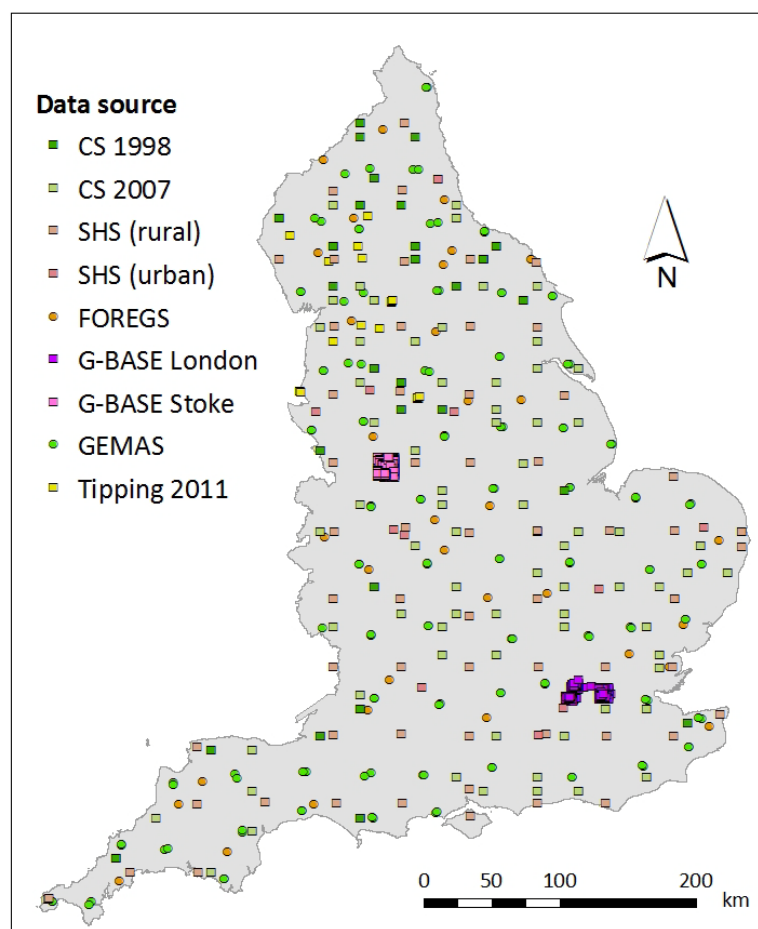 Data source
CS 1998
CS 2007
SHS (rural)
SHS (urban)
FOREGS
G-BASE London
G-BASE Stoke
GEMAS
Tipping 2011
N
0 50 100 200
km